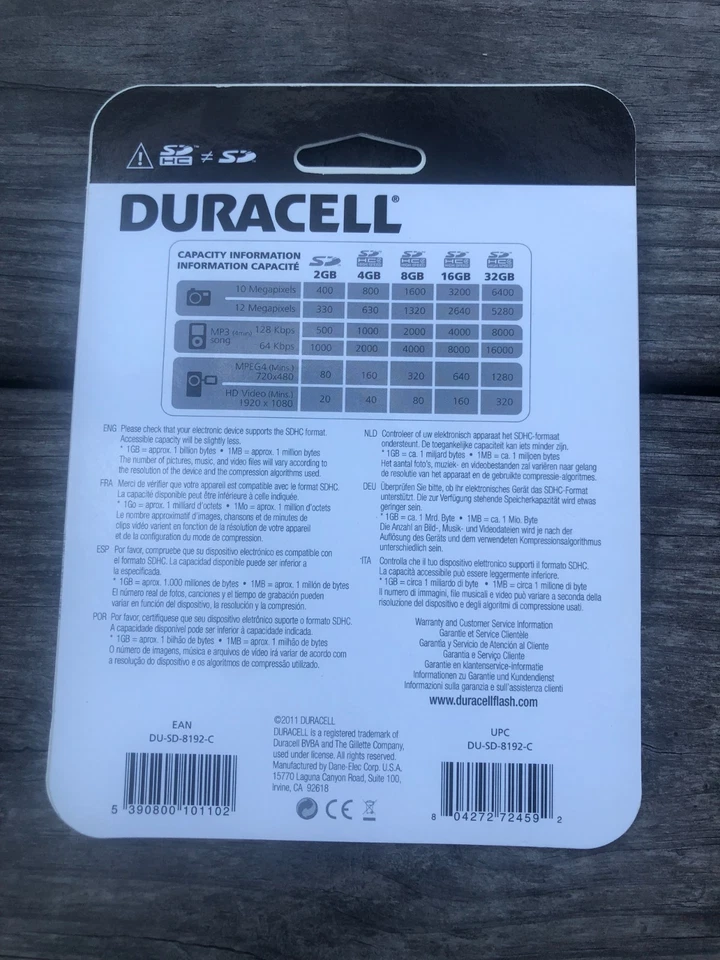 SDHC™ ≠ SD
DURACELL®
CAPACITY INFORMATION
INFORMATION CAPACITÉ
SD SDHC SDHC SDHC SDHC
2GB 4GB 8GB 16GB 32GB
10 Megapixels 400 800 1600 3200 6400
12 Megapixels 330 630 1320 2640 5280
MP3 (4min) song 128 Kbps 500 1000 2000 4000 8000
64 Kbps 1000 2000 4000 8000 16000
MPEG4 (Mins.) 720x480 80 160 320 640 1280
HD Video (Mins.) 1920 x 1080 20 40 80 160 320
ENG Please check that your electronic device supports the SDHC format.
Accessible capacity will be slightly less.
* 1GB = approx. 1 billion bytes • 1MB = approx. 1 million bytes
The number of pictures, music, and video files will vary according to
the resolution of the device and the compression algorithms used.
FRA Merci de vérifier que votre appareil est compatible avec le format SDHC.
La capacité disponible peut être inférieure à celle indiquée.
* 1Go = approx. 1 milliard d'octets • 1Mo = approx. 1 million d'octets
Le nombre approximatif d'images, chansons et de minutes de
clips vidéo varient en fonction de la résolution de votre appareil
et de la configuration du mode de compression.
ESP Por favor, compruebe que su dispositivo electrónico es compatible con
el formato SDHC. La capacidad disponible puede ser inferior a
la especificada.
* 1GB = aprox. 1.000 millones de bytes • 1MB = aprox. 1 millón de bytes
El número real de fotos, canciones y el tiempo de grabación pueden
variar en función del dispositivo, la resolución y la compresión.
POR Por favor, certifiquese que seu dispositivo eletrônico suporte o formato SDHC.
A capacidade disponível pode ser inferior à capacidade indicada.
* 1GB = aprox. 1 bilhão de bytes • 1MB = aprox. 1 milhão de bytes
O número de imagens, música e arquivos de vídeo irá variar de acordo com
a resolução do dispositivo e os algoritmos de compressão utilizado.
NLD Controleer of uw elektronisch apparaat het SDHC-formaat
ondersteunt. De toegankelijke capaciteit kan iets minder zijn.
* 1GB = ca. 1 miljard bytes • 1MB = ca. 1 miljoen bytes
Het aantal foto's, muziek- en videobestanden zal variëren naar gelang
de resolutie van het apparaat en de gebruikte compressie-algoritmes.
DEU Überprüfen Sie bitte, ob ihr elektronisches Gerät das SDHC-Format
unterstützt. Die zur Verfügung stehende Speicherkapazität wird etwas
geringer sein.
* 1GB = ca. 1 Mrd. Byte • 1MB = ca. 1 Mio. Byte
Die Anzahl an Bild-, Musik- und Videodateien wird je nach der
Auflösung des Geräts und dem verwendeten Kompressionsalgorithmus
unterschiedlich sein.
ITA Controlla che il tuo dispositivo elettronico supporti il formato SDHC.
La capacità accessibile può essere leggermente inferiore.
* 1GB = circa 1 miliardo di byte • 1MB = circa 1 milione di byte
Il numero di immagini, file musicali e video può variare a seconda della
risoluzione del dispositivo e degli algoritmi di compressione usati.
Warranty and Customer Service Information
Garantie et Service Clientèle
Garantía y Servicio de Atención al Cliente
Garantia e Serviço Cliente
Garantie en klantenservice-informatie
Informationen zu Garantie und Kundendienst
Informazioni sulla garanzia e sull'assistenza clienti
www.duracellflash.com
EAN
DU-SD-8192-C
5 390800 101102
©2011 DURACELL
DURACELL is a registered trademark of
Duracell BVBA and The Gillette Company,
used under license. All rights reserved.
Manufactured by Dane-Elec Corp. U.S.A.
15770 Laguna Canyon Road, Suite 100,
Irvine, CA 92618
CE
UPC
DU-SD-8192-C
8 04272 72459 2